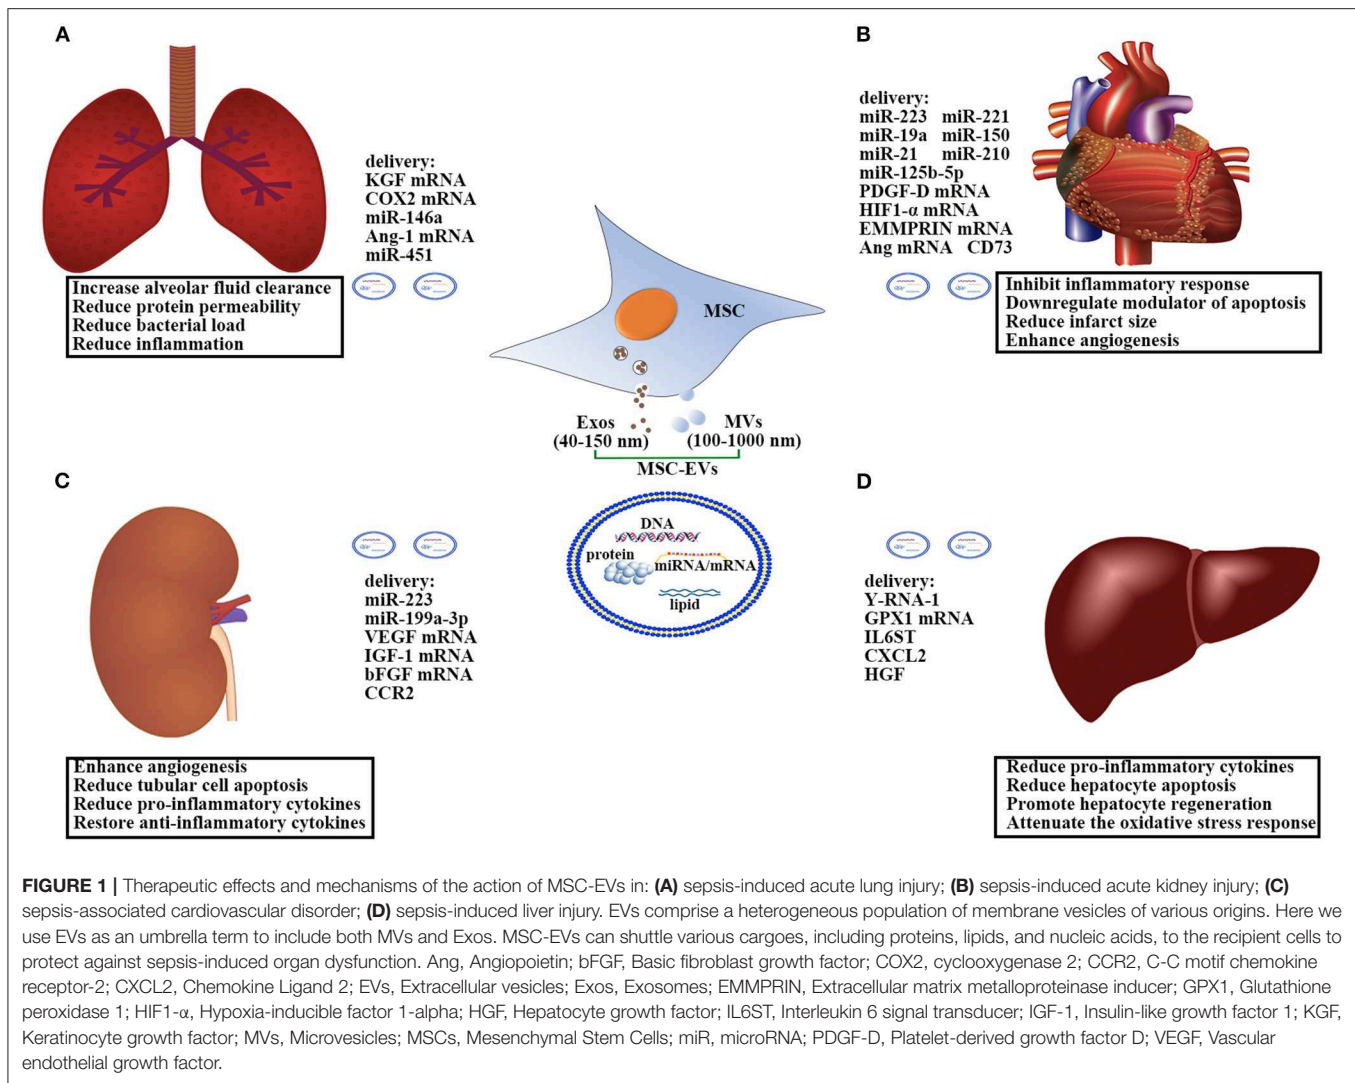 A
delivery:
KGF mRNA
COX2 mRNA
miR-146a
Ang-1 mRNA
miR-451
Increase alveolar fluid clearance
Reduce protein permeability
Reduce bacterial load
Reduce inflammation
B
delivery:
miR-223 miR-221
miR-19a miR-150
miR-21 miR-210
miR-125b-5p
PDGF-D mRNA
HIF1-α mRNA
EMMPRIN mRNA
Ang mRNA CD73
Inhibit inflammatory response
Downregulate modulator of apoptosis
Reduce infarct size
Enhance angiogenesis
MSC
Exos
(40-150 nm)
MVs
(100-1000 nm)
MSC-EVs
DNA
protein
miRNA/mRNA
lipid
C
delivery:
miR-223
miR-199a-3p
VEGF mRNA
IGF-1 mRNA
bFGF mRNA
CCR2
Enhance angiogenesis
Reduce tubular cell apoptosis
Reduce pro-inflammatory cytokines
Restore anti-inflammatory cytokines
D
delivery:
Y-RNA-1
GPX1 mRNA
IL6ST
CXCL2
HGF
Reduce pro-inflammatory cytokines
Reduce hepatocyte apoptosis
Promote hepatocyte regeneration
Attenuate the oxidative stress response
FIGURE 1 | Therapeutic effects and mechanisms of the action of MSC-EVs in: (A) sepsis-induced acute lung injury; (B) sepsis-induced acute kidney injury; (C)
sepsis-associated cardiovascular disorder; (D) sepsis-induced liver injury. EVs comprise a heterogeneous population of membrane vesicles of various origins. Here we
use EVs as an umbrella term to include both MVs and Exos. MSC-EVs can shuttle various cargoes, including proteins, lipids, and nucleic acids, to the recipient cells to
protect against sepsis-induced organ dysfunction. Ang, Angiopoietin; bFGF, Basic fibroblast growth factor; COX2, cyclooxygenase 2; CCR2, C-C motif chemokine
receptor-2; CXCL2, Chemokine Ligand 2; EVs, Extracellular vesicles; Exos, Exosomes; EMMPRIN, Extracellular matrix metalloproteinase inducer; GPX1, Glutathione
peroxidase 1; HIF1-α, Hypoxia-inducible factor 1-alpha; HGF, Hepatocyte growth factor; IL6ST, Interleukin 6 signal transducer; IGF-1, Insulin-like growth factor 1; KGF,
Keratinocyte growth factor; MVs, Microvesicles; MSCs, Mesenchymal Stem Cells; miR, microRNA; PDGF-D, Platelet-derived growth factor D; VEGF, Vascular
endothelial growth factor.